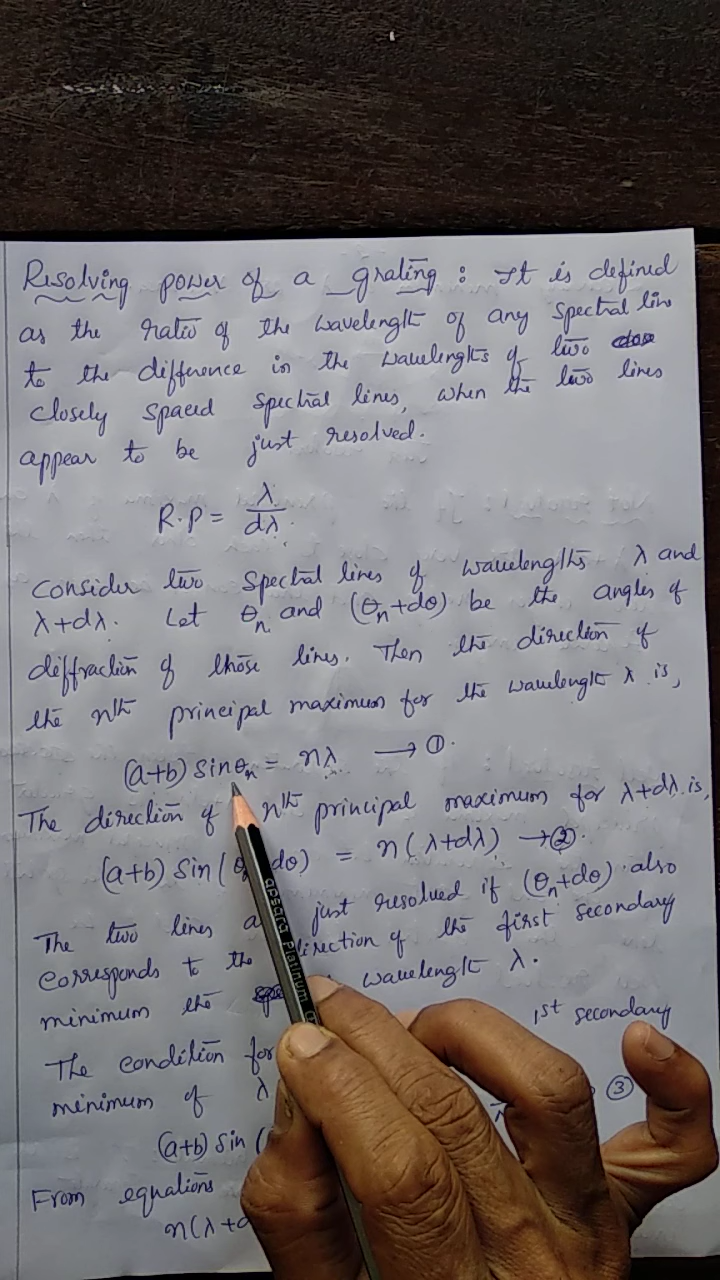 Resolving power of a grating : It is defined
as the ratio of the wavelength of any spectral line
to the difference in the wavelengths of two close
closely spaced spectral lines, when the two lines
appear to be just resolved.
R.P = λ/dλ.
Consider two spectral lines of wavelengths λ and
λ+dλ. Let θn and (θn+dθ) be the angles of
diffraction of those lines. Then the direction of
the nth principal maximum for the wavelength λ is,
(a+b) sinθn = nλ → ①.
The direction of nth principal maximum for λ+dλ is,
(a+b) Sin( dθ) = n(λ+dλ) → ②.
The two lines just resolved if (θn+dθ) also
corresponds to the direction of the first secondary
minimum the wavelength λ.
The condition for 1st secondary
minimum of λ
(a+b) sin ( ③
From equations
n(λ+
apsara platinum